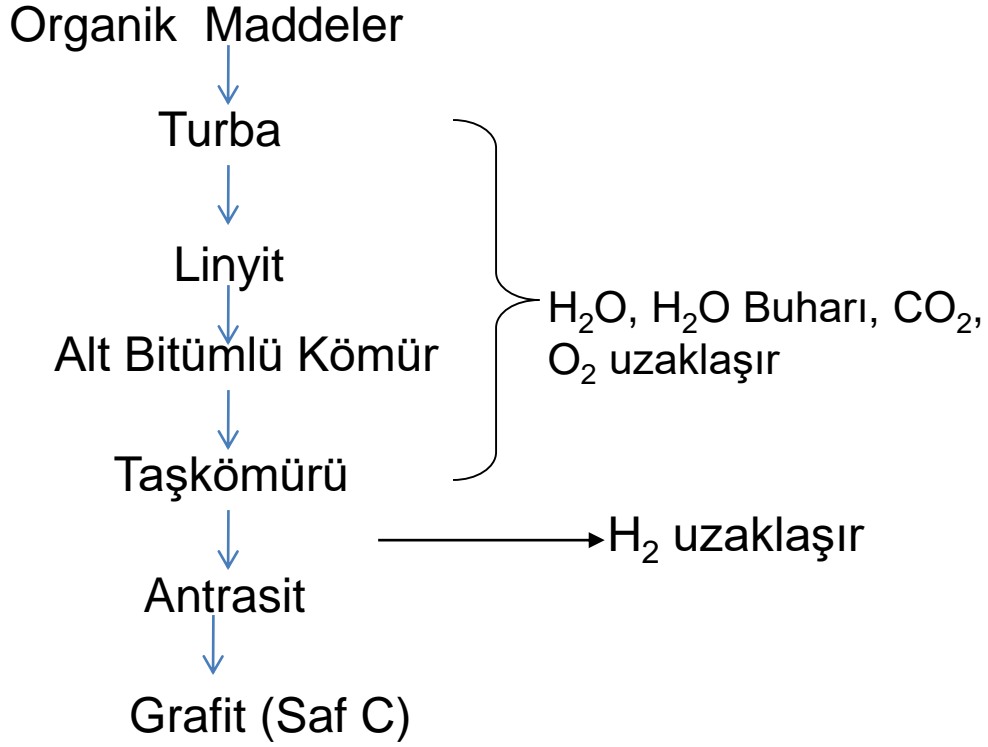 Organik Maddeler
Turba
Linyit
Alt Bitümlü Kömür
Taşkömürü
Antrasit
Grafit (Saf C)
H₂O, H₂O Buharı, CO₂,
O₂ uzaklaşır
H₂ uzaklaşır